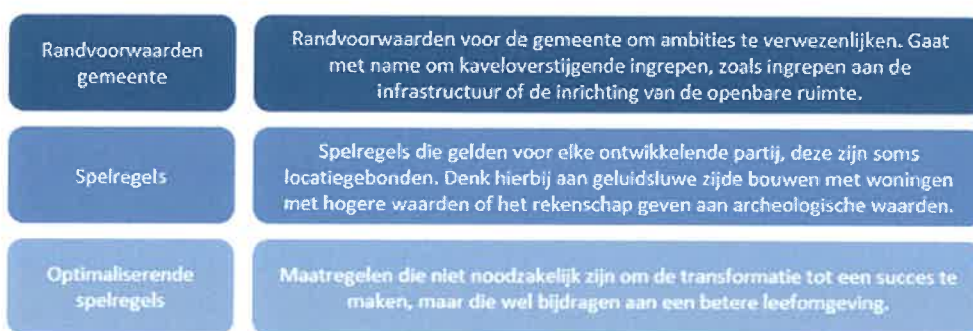 Randvoorwaarden
gemeente
Randvoorwaarden voor de gemeente om ambities te verwezenlijken. Gaat
met name om kaveloverstijgende ingrepen, zoals ingrepen aan de
infrastructuur of de inrichting van de openbare ruimte.
Spelregels
Spelregels die gelden voor elke ontwikkelende partij, deze zijn soms
locatiegebonden. Denk hierbij aan geluidsluwe zijde bouwen met woningen
met hogere waarden of het rekenschap geven aan archeologische waarden.
Optimaliserende
spelregels
Maatregelen die niet noodzakelijk zijn om de transformatie tot een succes te
maken, maar die wel bijdragen aan een betere leefomgeving.